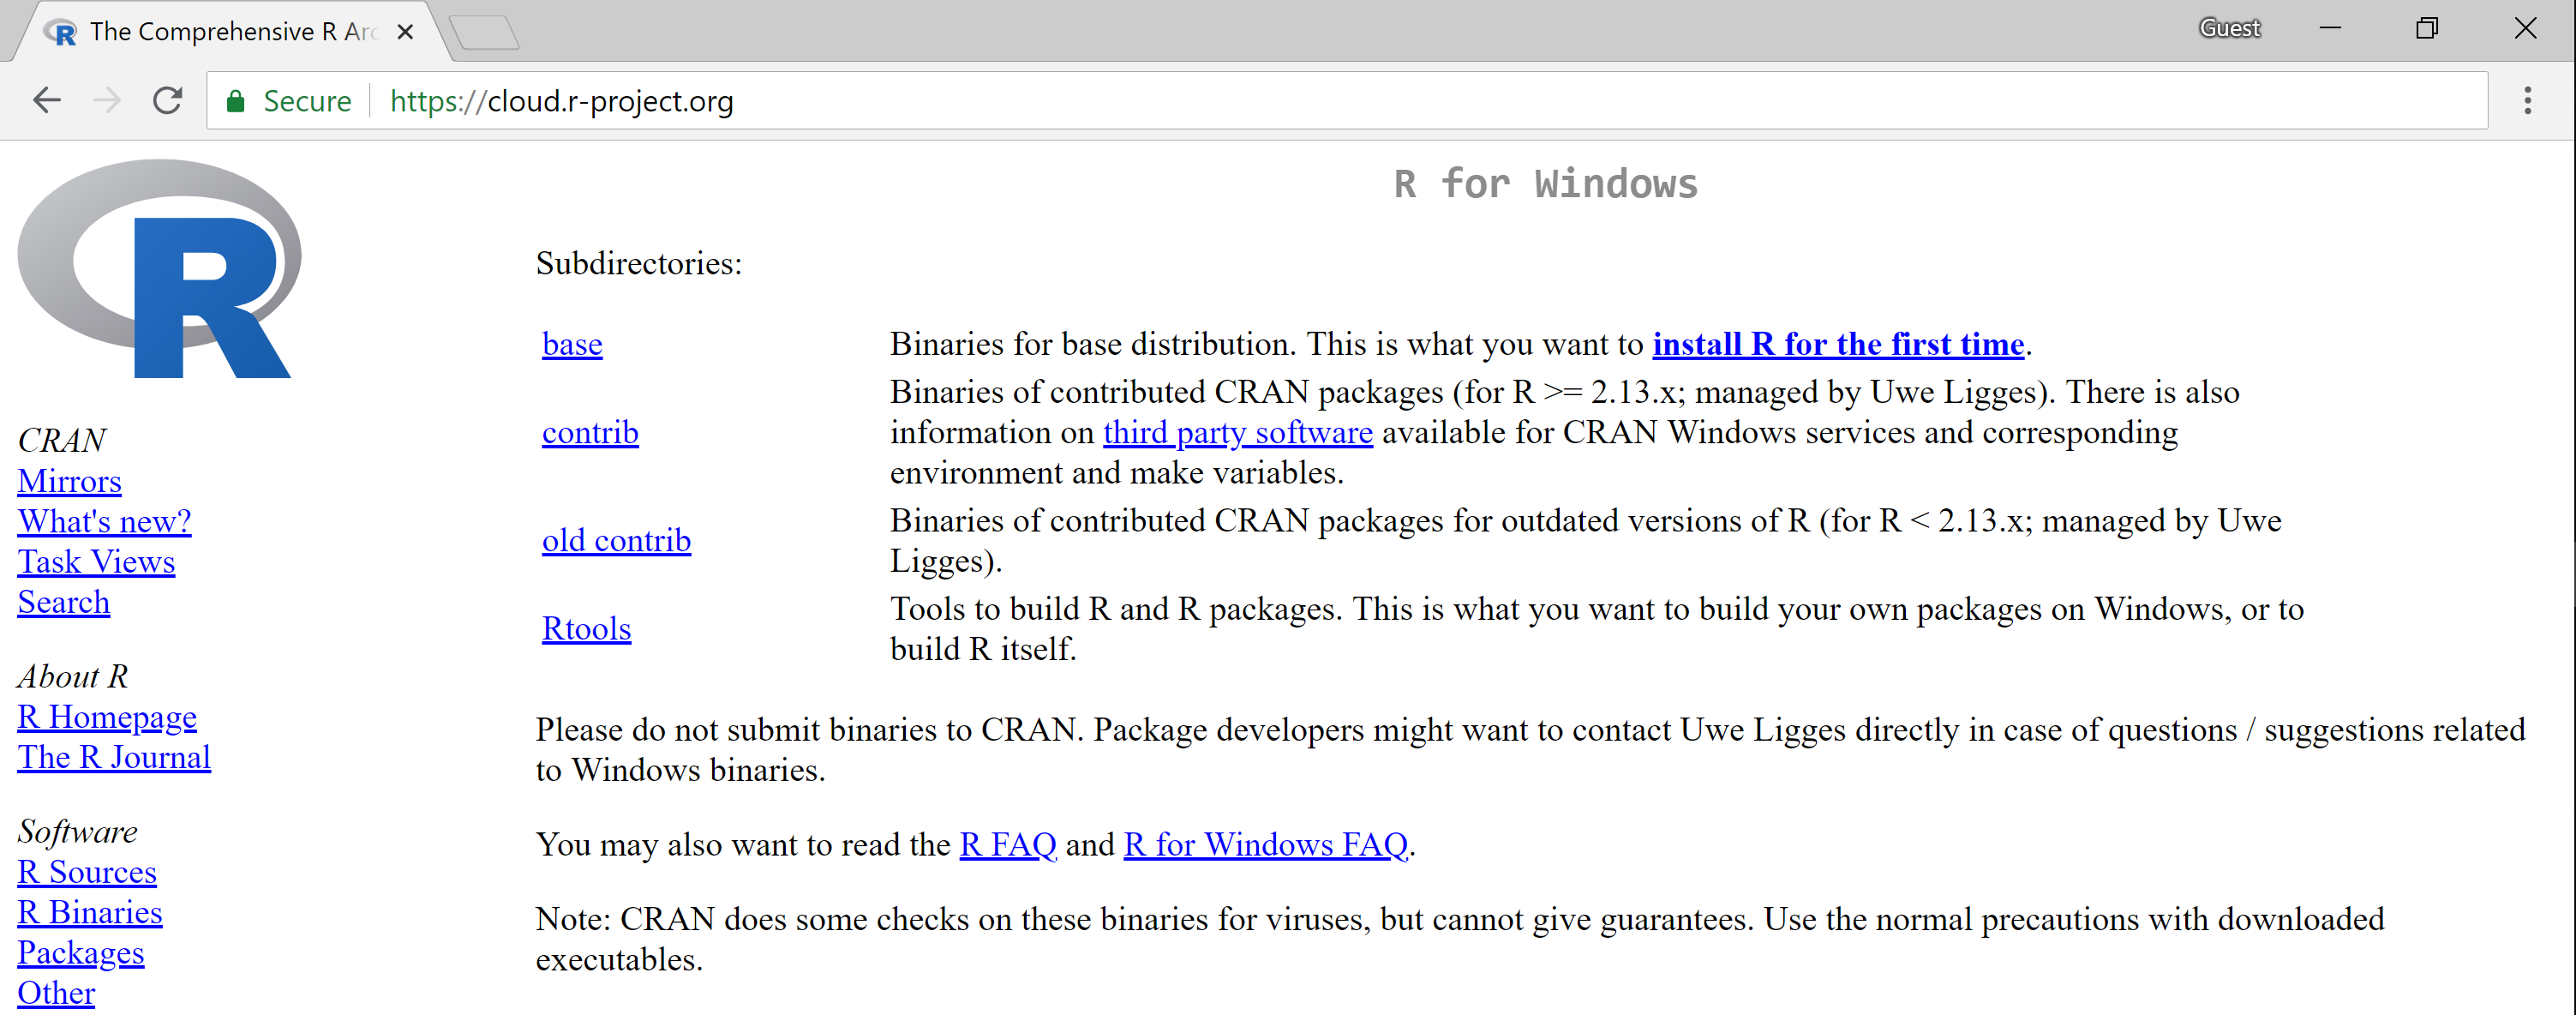 The Comprehensive R Arc
Guest
Secure
https://cloud.r-project.org
R
R for Windows
Subdirectories:
base
Binaries for base distribution. This is what you want to install R for the first time.
contrib
Binaries of contributed CRAN packages (for R >= 2.13.x; managed by Uwe Ligges). There is also
information on third party software available for CRAN Windows services and corresponding
environment and make variables.
old contrib
Binaries of contributed CRAN packages for outdated versions of R (for R < 2.13.x; managed by Uwe
Ligges).
Rtools
Tools to build R and R packages. This is what you want to build your own packages on Windows, or to
build R itself.
Please do not submit binaries to CRAN. Package developers might want to contact Uwe Ligges directly in case of questions / suggestions related
to Windows binaries.
You may also want to read the R FAQ and R for Windows FAQ.
Note: CRAN does some checks on these binaries for viruses, but cannot give guarantees. Use the normal precautions with downloaded
executables.
CRAN
Mirrors
What's new?
Task Views
Search
About R
R Homepage
The R Journal
Software
R Sources
R Binaries
Packages
Other